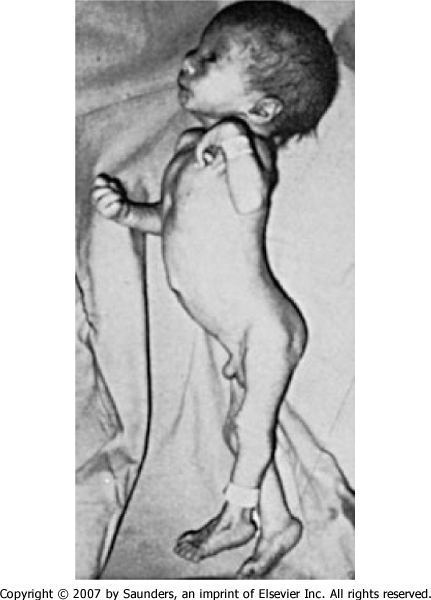 Copyright © 2007 by Saunders, an imprint of Elsevier Inc. All rights reserved.